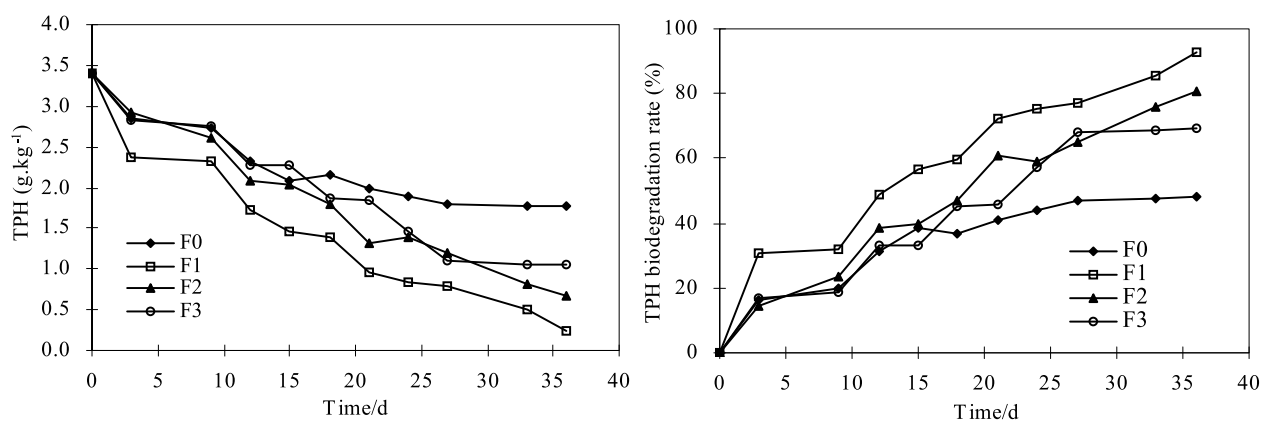 4.0
3.5
3.0
2.5
2.0
1.5
1.0
0.5
0.0
TPH (g.kg⁻¹)
F0
F1
F2
F3
0 5 10 15 20 25 30 35 40
Time/d
100
80
60
40
20
0
TPH biodegradation rate (%)
F0
F1
F2
F3
0 5 10 15 20 25 30 35 40
Time/d